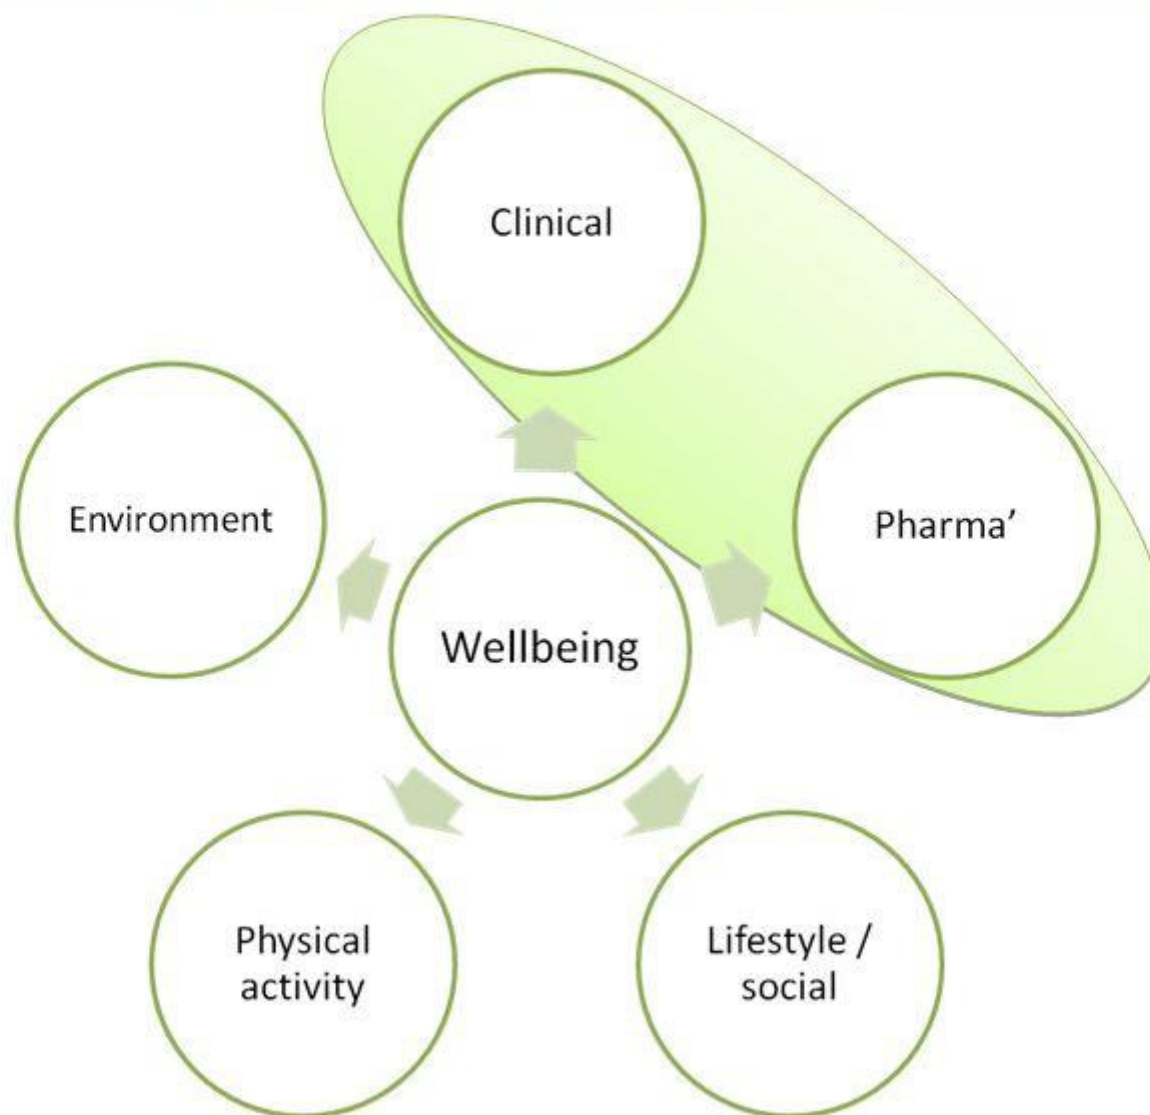 Clinical
Environment
Pharma’
Wellbeing
Physical
activity
Lifestyle /
social